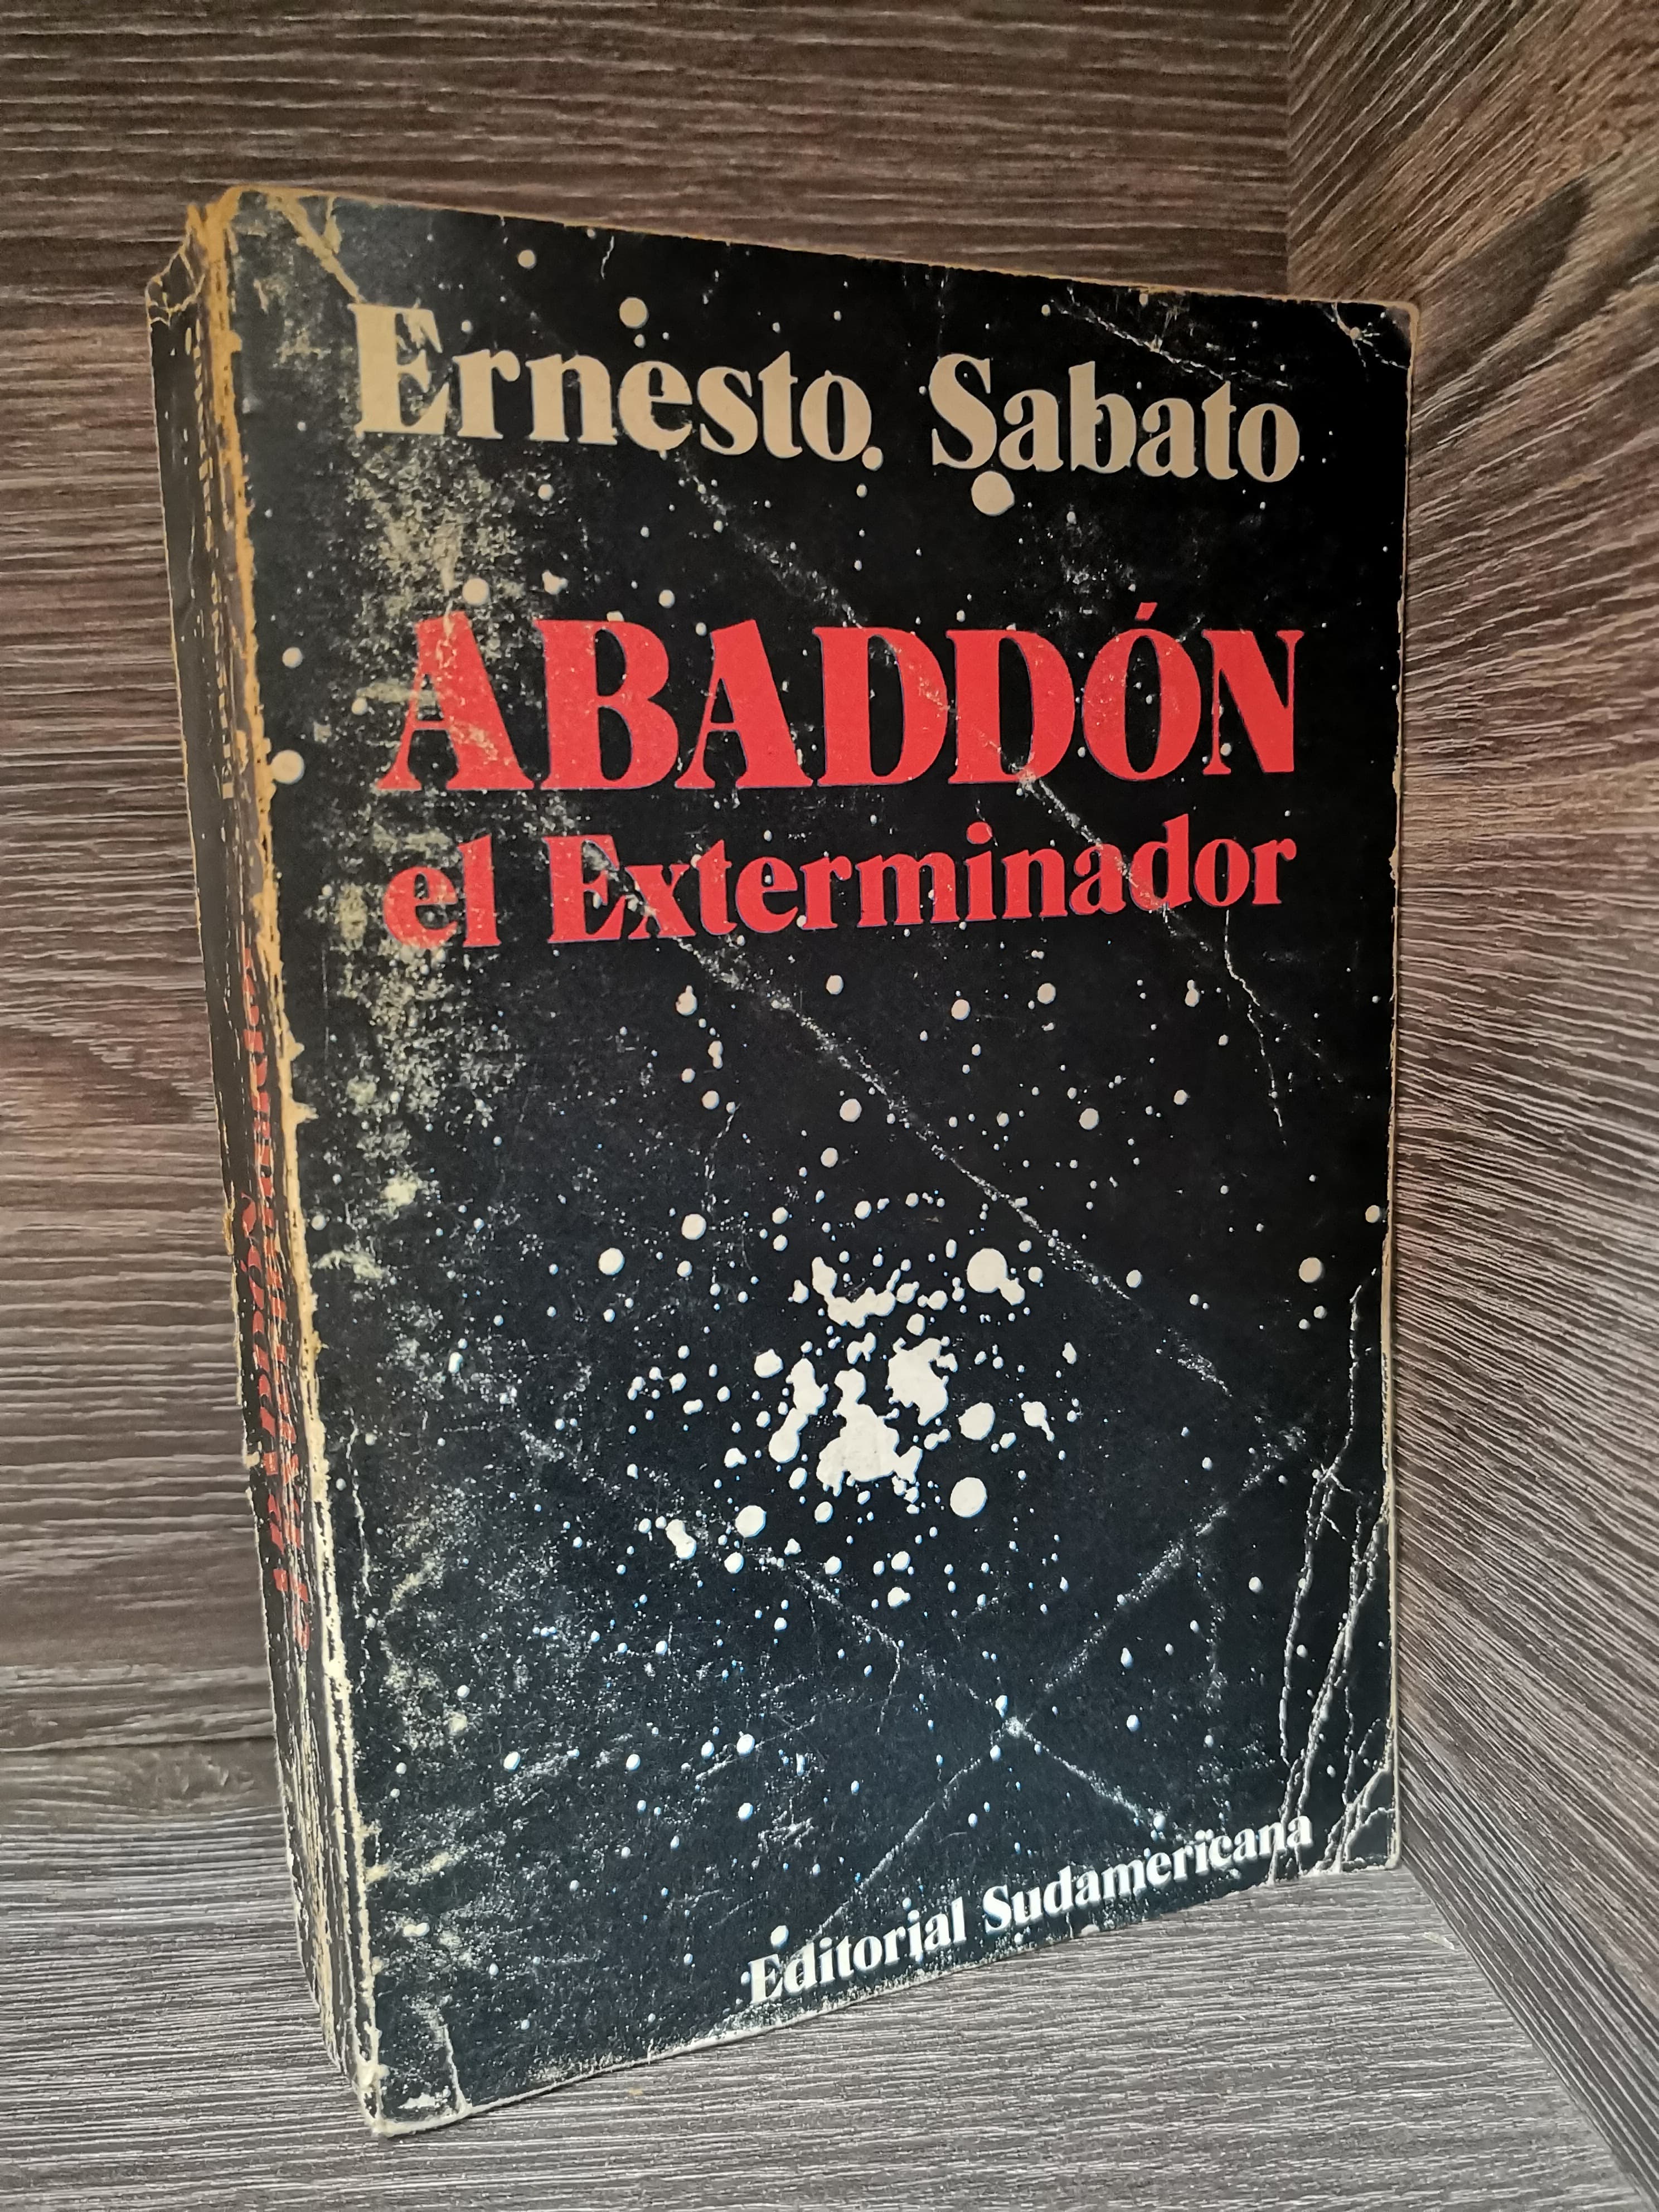 Ernesto Sabato
ABADDÓN
el Exterminador
Editorial Sudamericana